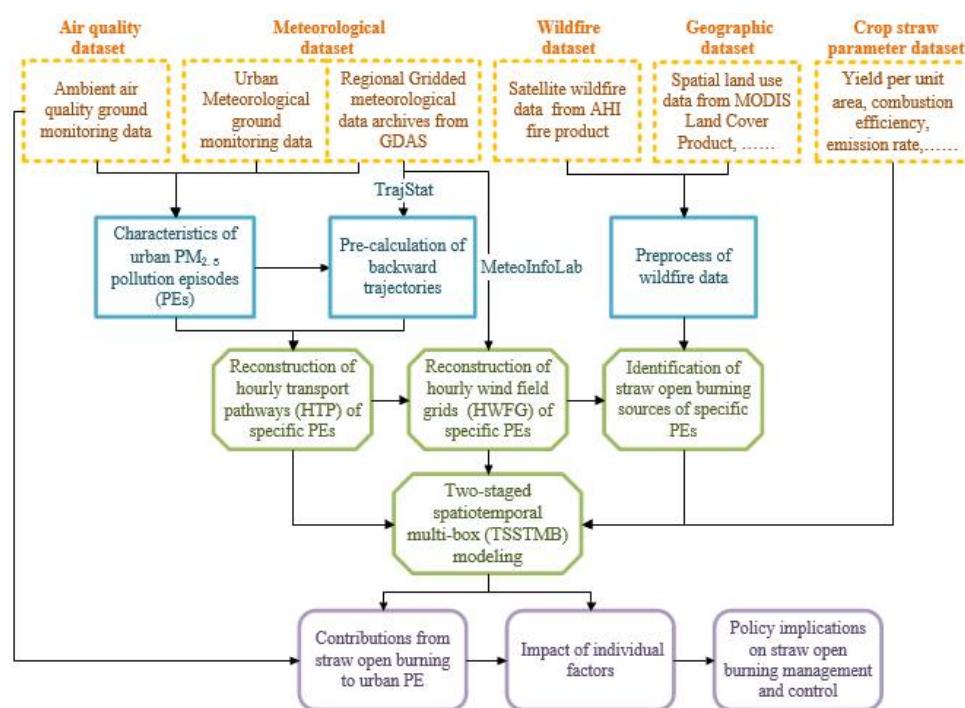 Air quality
dataset
Meteorological
dataset
Wildfire
dataset
Geographic
dataset
Crop straw
parameter dataset
Ambient air
quality ground
monitoring data
Urban
Meteorological
ground
monitoring data
Regional Gridded
meteorological
data archives from
GDAS
Satellite wildfire
data from AHI
fire product
Spatial land use
data from MODIS
Land Cover
Product, ……
Yield per unit
area, combustion
efficiency,
emission rate,……
TrajStat
MeteoInfoLab
Characteristics of
urban PM2.5
pollution episodes
(PEs)
Pre-calculation of
backward
trajectories
Preprocess of
wildfire data
Reconstruction of
hourly transport
pathways (HTP) of
specific PEs
Reconstruction of
hourly wind field
grids (HWFG) of
specific PEs
Identification of
straw open burning
sources of specific
PEs
Two-staged
spatiotemporal
multi-box (TSSTMB)
modeling
Contributions from
straw open burning
to urban PE
Impact of individual
factors
Policy implications
on straw open
burning management
and control